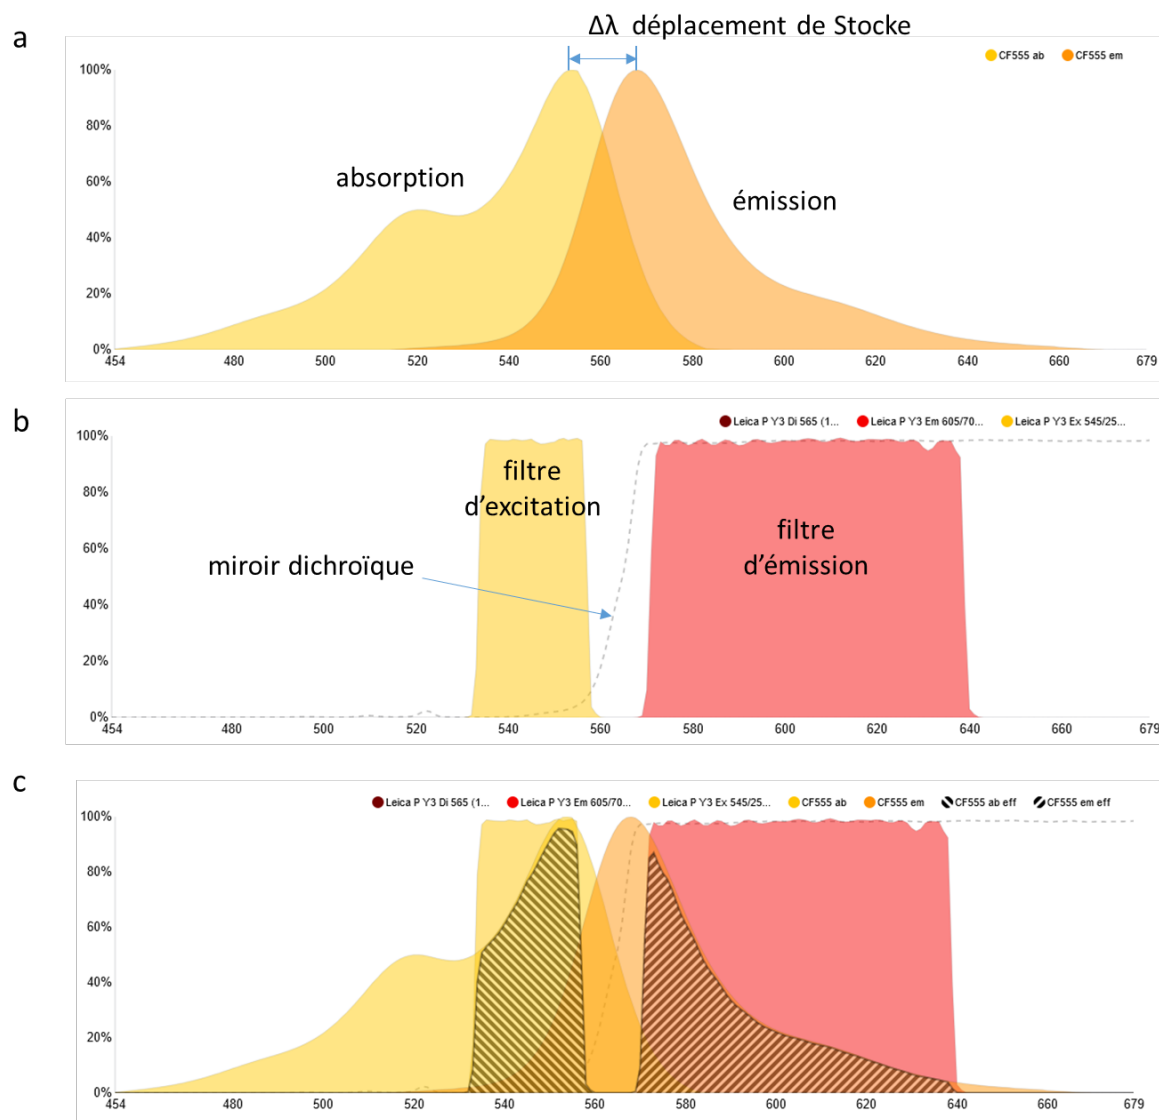 a
Δλ déplacement de Stocke
CF555 ab CF555 em
100%
80%
60%
40%
20%
0%
absorption
émission
454 480 500 520 540 560 580 600 620 640 660 679
b
Leica P Y3 Di 565 (1... Leica P Y3 Em 605/70... Leica P Y3 Ex 545/25...
100%
80%
60%
40%
20%
0%
filtre
d'excitation
miroir dichroïque
filtre
d'émission
454 480 500 520 540 560 580 600 620 640 660 679
c
Leica P Y3 Di 565 (1... Leica P Y3 Em 605/70... Leica P Y3 Ex 545/25... CF555 ab CF555 em CF555 ab eff CF555 em eff
100%
80%
60%
40%
20%
0%
454 480 500 520 540 560 580 600 620 640 660 679